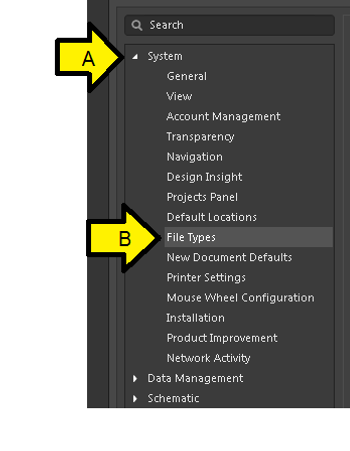 Search
A
System
General
View
Account Management
Transparency
Navigation
Design Insight
Projects Panel
Default Locations
B
File Types
New Document Defaults
Printer Settings
Mouse Wheel Configuration
Installation
Product Improvement
Network Activity
Data Management
Schematic